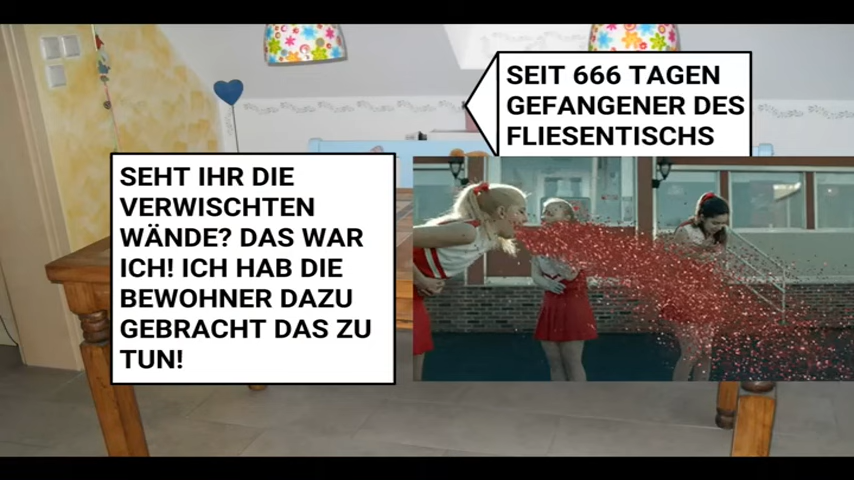 SEIT 666 TAGEN
GEFANGENER DES
FLIESENTISCHS
SEHT IHR DIE
VERWISCHTEN
WÄNDE? DAS WAR
ICH! ICH HAB DIE
BEWOHNER DAZU
GEBRACHT DAS ZU
TUN!